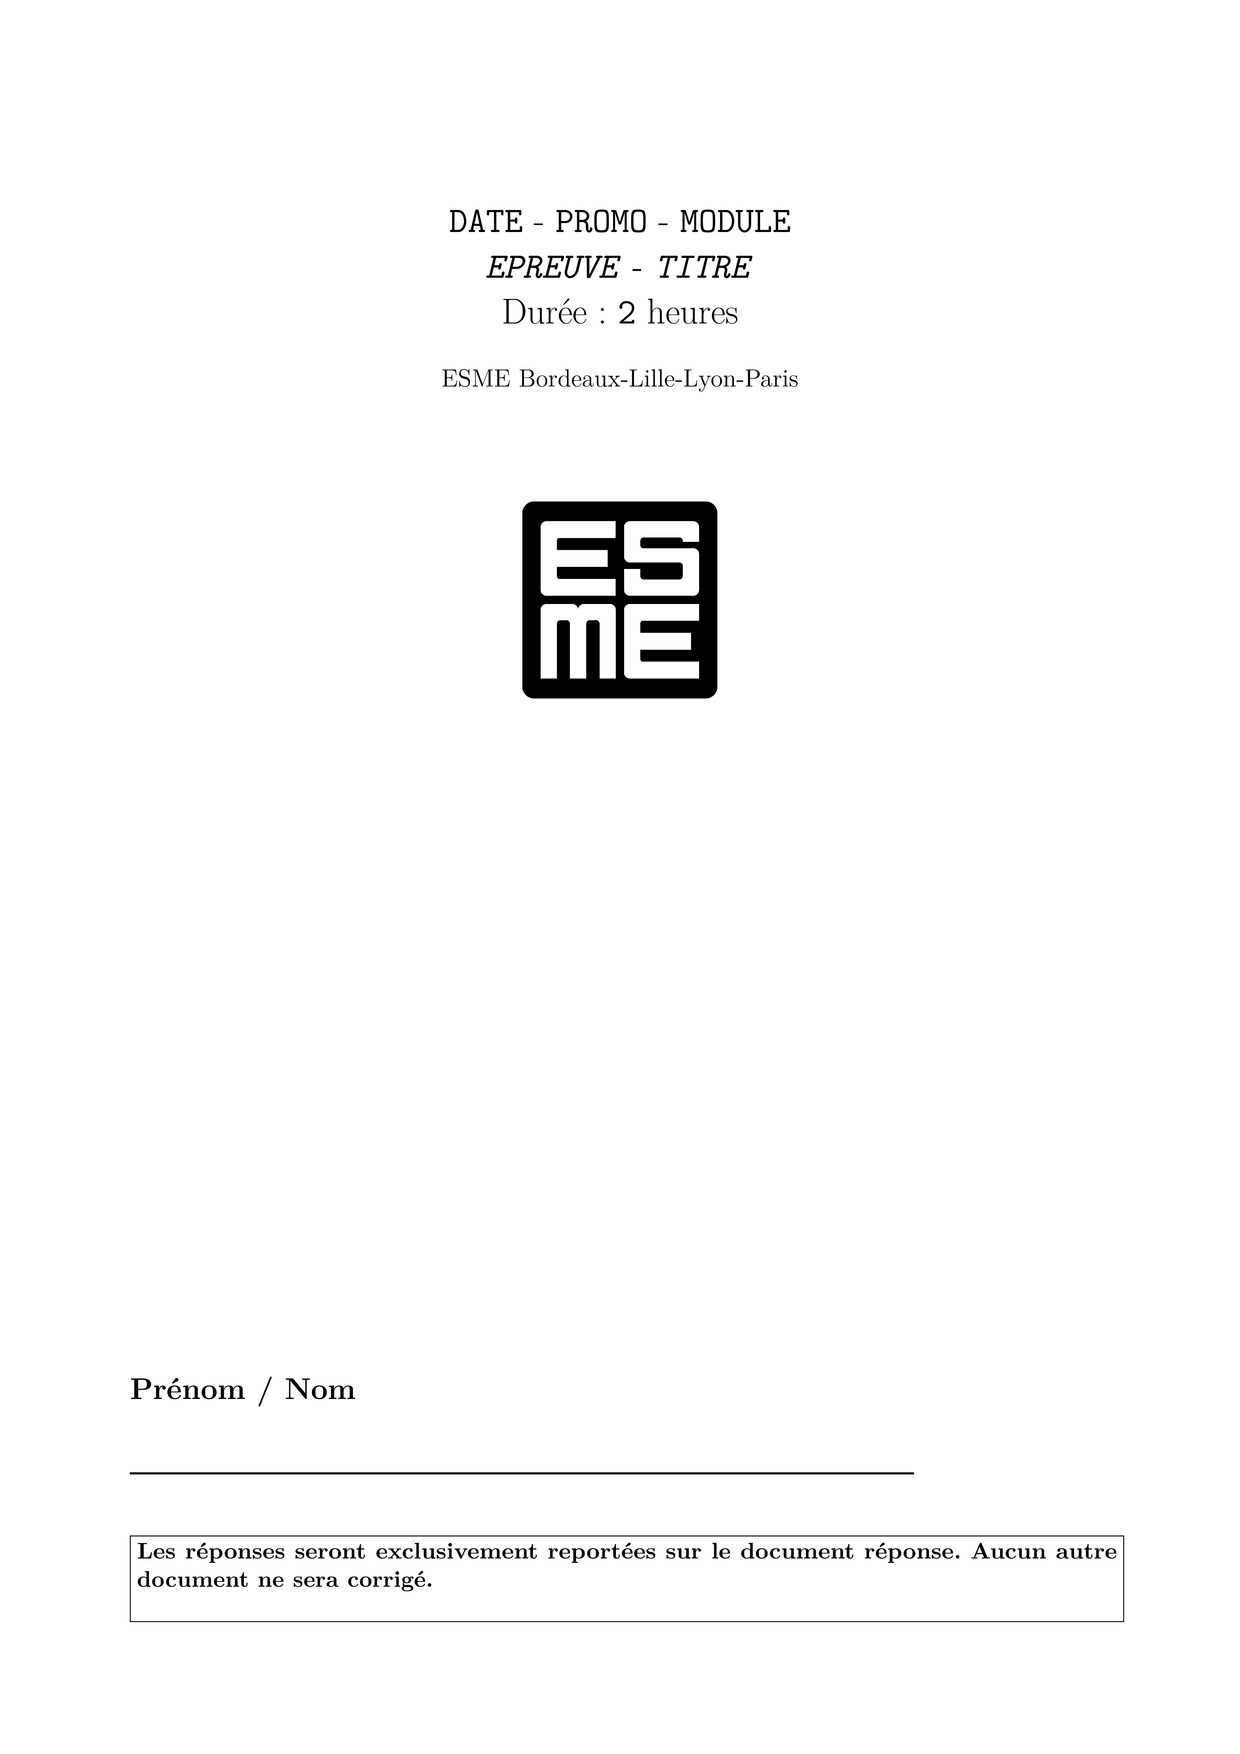 DATE - PROMO - MODULE
EPREUVE - TITRE
Durée : 2 heures
ESME Bordeaux-Lille-Lyon-Paris
ES
ME
Prénom / Nom
Les réponses seront exclusivement reportées sur le document réponse. Aucun autre
document ne sera corrigé.